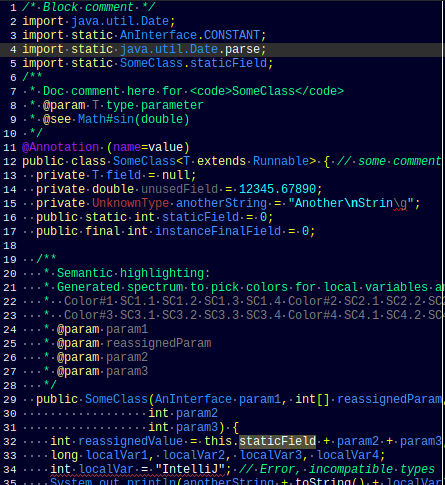 1 /* Block comment */
2 import java.util.Date;
3 import static AnInterface.CONSTANT;
4 import static java.util.Date.parse;
5 import static SomeClass.staticField;
6 /**
7  * Doc comment here for <code>SomeClass</code>
8  * @param T type parameter
9  * @see Math#sin(double)
10  */
11 @Annotation (name=value)
12 public class SomeClass<T extends Runnable> { // some comment
13   private T field = null;
14   private double unusedField = 12345.67890;
15   private UnknownType anotherString = "Another\nStrin\g";
16   public static int staticField = 0;
17   public final int instanceFinalField = 0;
18
19   /**
20    * Semantic highlighting:
21    * Generated spectrum to pick colors for local variables a
22    *  Color#1 SC1.1 SC1.2 SC1.3 SC1.4 Color#2 SC2.1 SC2.2 SC2
23    *  Color#3 SC3.1 SC3.2 SC3.3 SC3.4 Color#4 SC4.1 SC4.2 SC4
24    * @param param1
25    * @param reassignedParam
26    * @param param2
27    * @param param3
28    */
29   public SomeClass(AnInterface param1, int[] reassignedParam,
30                   int param2
31                   int param3) {
32     int reassignedValue = this.staticField + param2 + param3
33     long localVar1, localVar2, localVar3, localVar4;
34     int localVar = "IntelliJ"; // Error, incompatible types
35     System.out.println(anotherString + toString() + localVar